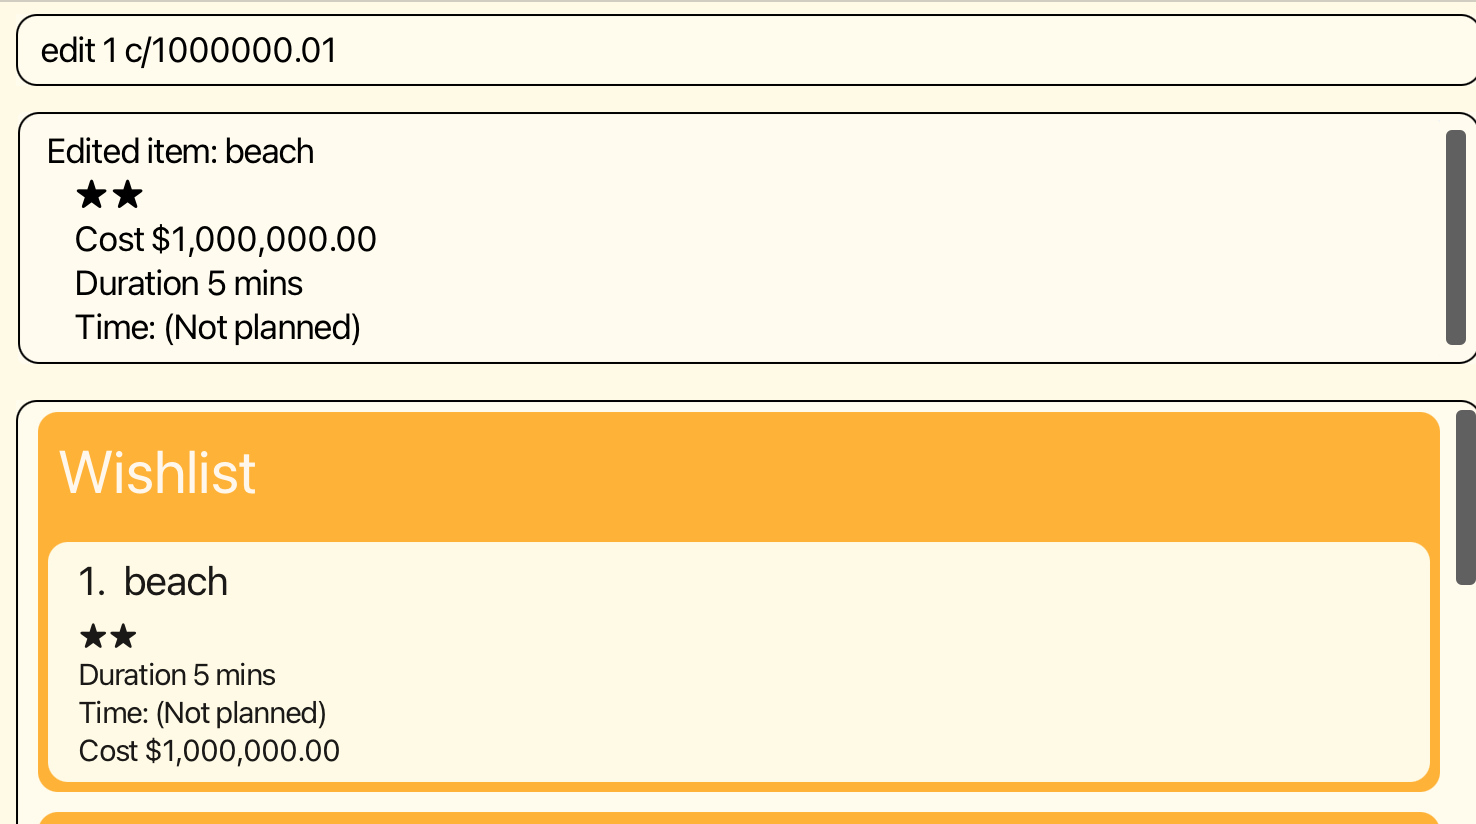 edit 1 c/1000000.01
Edited item: beach
★★
Cost $1,000,000.00
Duration 5 mins
Time: (Not planned)
Wishlist
1. beach
★★
Duration 5 mins
Time: (Not planned)
Cost $1,000,000.00